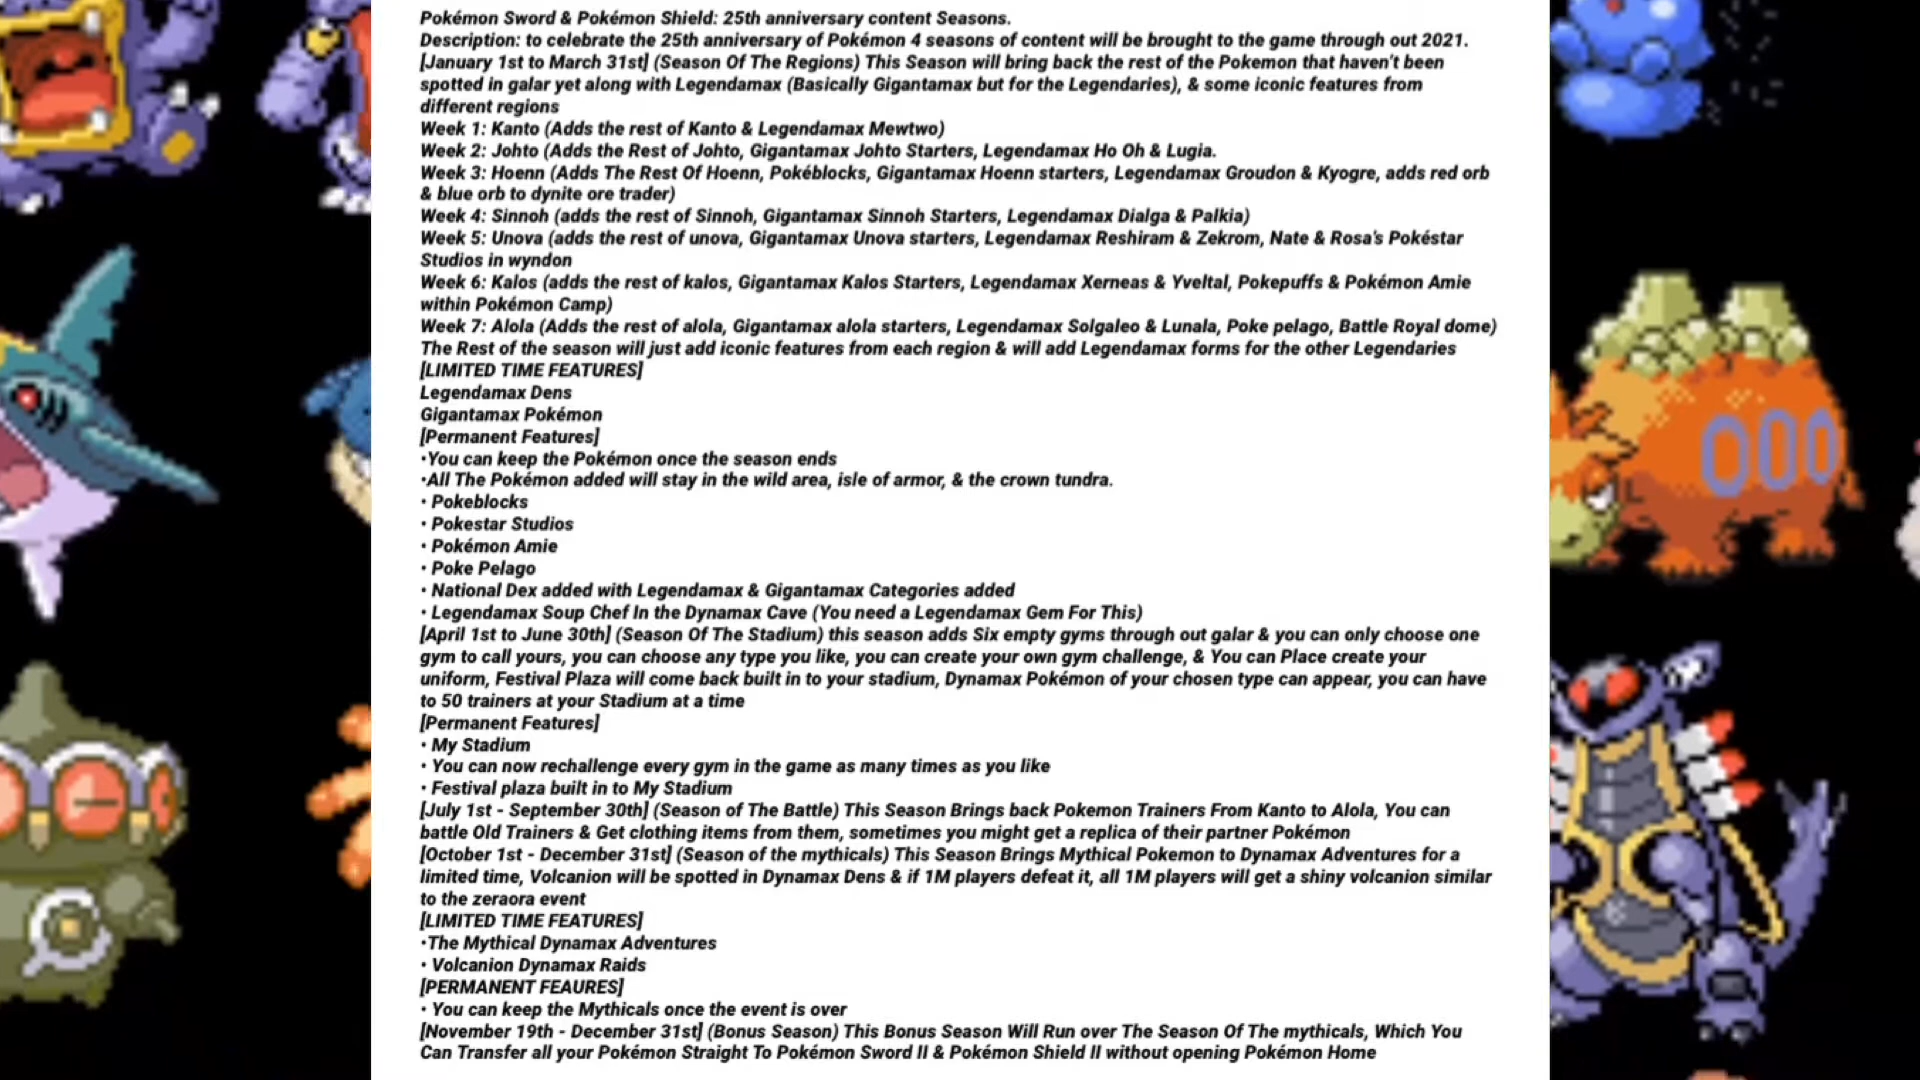 Pokémon Sword & Pokémon Shield: 25th anniversary content Seasons.
Description: to celebrate the 25th anniversary of Pokémon 4 seasons of content will be brought to the game through out 2021.
[January 1st to March 31st] (Season Of The Regions) This Season will bring back the rest of the Pokemon that haven't been
spotted in galar yet along with Legendamax (Basically Gigantamax but for the Legendaries), & some iconic features from
different regions
Week 1: Kanto (Adds the rest of Kanto & Legendamax Mewtwo)
Week 2: Johto (Adds the Rest of Johto, Gigantamax Johto Starters, Legendamax Ho Oh & Lugia.
Week 3: Hoenn (Adds The Rest Of Hoenn, Pokéblocks, Gigantamax Hoenn starters, Legendamax Groudon & Kyogre, adds red orb
& blue orb to dynite ore trader)
Week 4: Sinnoh (adds the rest of Sinnoh, Gigantamax Sinnoh Starters, Legendamax Dialga & Palkia)
Week 5: Unova (adds the rest of unova, Gigantamax Unova starters, Legendamax Reshiram & Zekrom, Nate & Rosa's Pokéstar
Studios in wyndon
Week 6: Kalos (adds the rest of kalos, Gigantamax Kalos Starters, Legendamax Xerneas & Yveltal, Pokepuffs & Pokémon Amie
within Pokémon Camp)
Week 7: Alola (Adds the rest of alola, Gigantamax alola starters, Legendamax Solgaleo & Lunala, Poke pelago, Battle Royal dome)
The Rest of the season will just add iconic features from each region & will add Legendamax forms for the other Legendaries
[LIMITED TIME FEATURES]
Legendamax Dens
Gigantamax Pokémon
[Permanent Features]
•You can keep the Pokémon once the season ends
•All The Pokémon added will stay in the wild area, isle of armor, & the crown tundra.
• Pokeblocks
• Pokestar Studios
• Pokémon Amie
• Poke Pelago
• National Dex added with Legendamax & Gigantamax Categories added
• Legendamax Soup Chef In the Dynamax Cave (You need a Legendamax Gem For This)
[April 1st to June 30th] (Season Of The Stadium) this season adds Six empty gyms through out galar & you can only choose one
gym to call yours, you can choose any type you like, you can create your own gym challenge, & You can Place create your
uniform, Festival Plaza will come back built in to your stadium, Dynamax Pokémon of your chosen type can appear, you can have
to 50 trainers at your Stadium at a time
[Permanent Features]
• My Stadium
• You can now rechallenge every gym in the game as many times as you like
• Festival plaza built in to My Stadium
[July 1st - September 30th] (Season of The Battle) This Season Brings back Pokemon Trainers From Kanto to Alola, You can
battle Old Trainers & Get clothing items from them, sometimes you might get a replica of their partner Pokémon
[October 1st - December 31st] (Season of the mythicals) This Season Brings Mythical Pokemon to Dynamax Adventures for a
limited time, Volcanion will be spotted in Dynamax Dens & if 1M players defeat it, all 1M players will get a shiny volcanion similar
to the zeraora event
[LIMITED TIME FEATURES]
•The Mythical Dynamax Adventures
• Volcanion Dynamax Raids
[PERMANENT FEAURES]
• You can keep the Mythicals once the event is over
[November 19th - December 31st] (Bonus Season) This Bonus Season Will Run over The Season Of The mythicals, Which You
Can Transfer all your Pokémon Straight To Pokémon Sword II & Pokémon Shield II without opening Pokémon Home